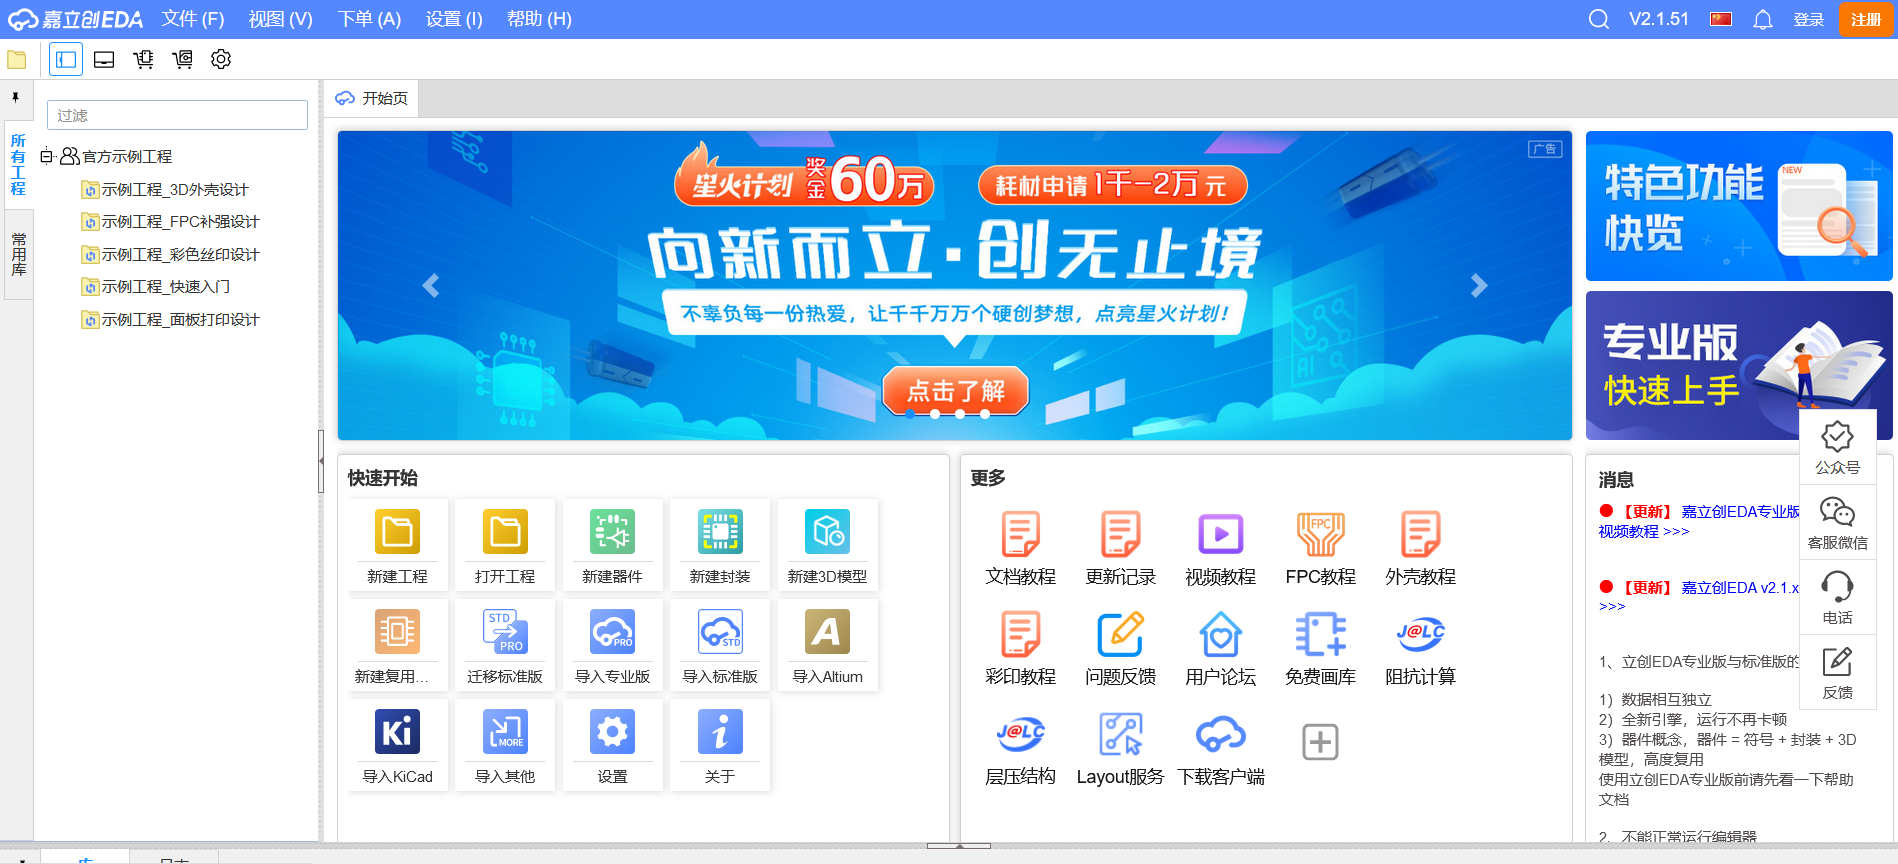 嘉立创EDA 文件 (F) 视图 (V) 下单 (A) 设置 (I) 帮助 (H) V2.1.51 登录 注册
所有工程
常用库
过滤
官方示例工程
示例工程_3D外壳设计
示例工程_FPC补强设计
示例工程_彩色丝印设计
示例工程_快速入门
示例工程_面板打印设计
开始页
广告
星火计划 奖金60万 耗材申请1千-2万元
向新而立·创无止境
不辜负每一份热爱，让千千万万个硬创梦想，点亮星火计划！
AI
点击了解
特色功能
快览
NEW
专业版
快速上手
快速开始
新建工程 打开工程 新建器件 新建封装 新建3D模型
STD
PRO
PRO
STD
A
新建复用... 迁移标准版 导入专业版 导入标准版 导入Altium
Ki
MORE
i
导入KiCad 导入其他 设置 关于
更多
FPC
文档教程 更新记录 视频教程 FPC教程 外壳教程
J@LC
彩印教程 问题反馈 用户论坛 免费画库 阻抗计算
J@LC
层压结构 Layout服务 下载客户端
消息
【更新】 嘉立创EDA专业版
视频教程 >>>
【更新】 嘉立创EDA v2.1.x
>>>
1、立创EDA专业版与标准版的
1）数据相互独立
2）全新引擎，运行不再卡顿
3）器件概念，器件 = 符号 + 封装 + 3D
模型，高度复用
使用立创EDA专业版前请先看一下帮助
文档
2、不能正常运行编辑器
公众号
客服微信
电话
反馈